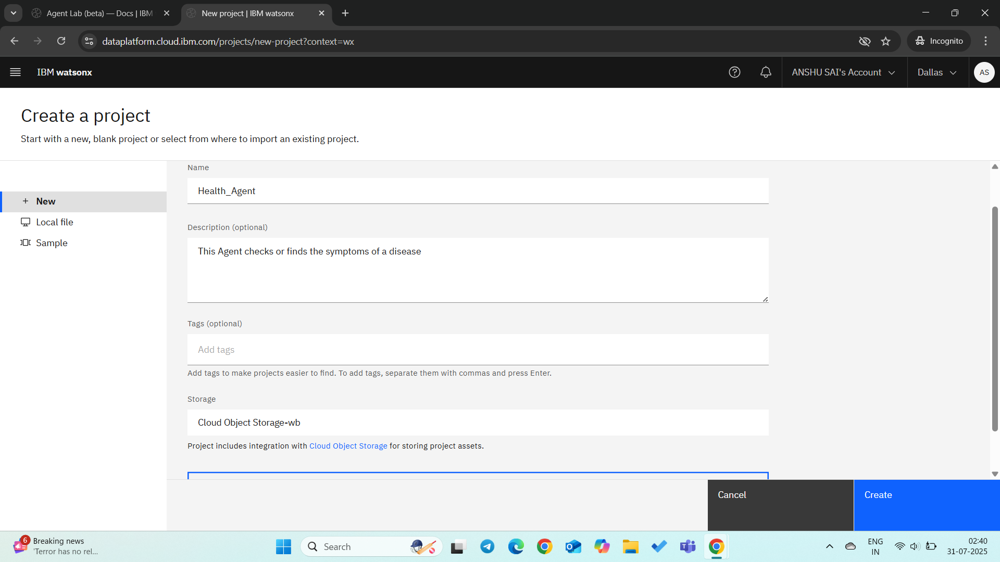 Agent Lab (beta) — Docs | IBM
New project | IBM watsonx
dataplatform.cloud.ibm.com/projects/new-project?context=wx
Incognito
IBM watsonx
ANSHU SAI's Account
Dallas
AS
Create a project
Start with a new, blank project or select from where to import an existing project.
New
Local file
Sample
Name
Health_Agent
Description (optional)
This Agent checks or finds the symptoms of a disease
Tags (optional)
Add tags
Add tags to make projects easier to find. To add tags, separate them with commas and press Enter.
Storage
Cloud Object Storage-wb
Project includes integration with Cloud Object Storage for storing project assets.
Cancel
Create
6
Breaking news
'Terror has no rel...
Search
ENG
IN
02:40
31-07-2025